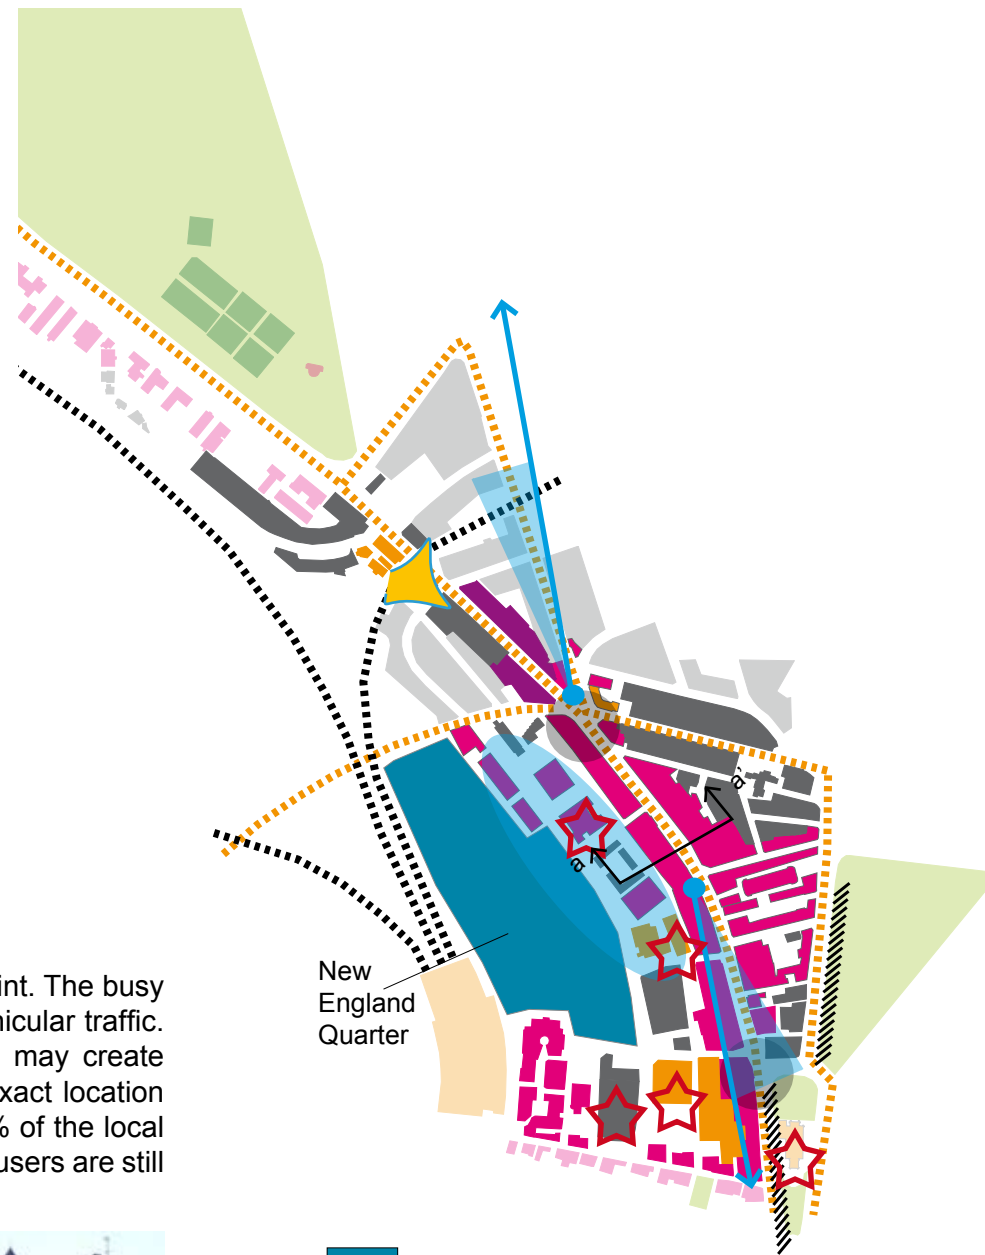 int. The busy
nicular traffic.
may create
xact location
% of the local
users are still
New
England
Quarter
a'
a